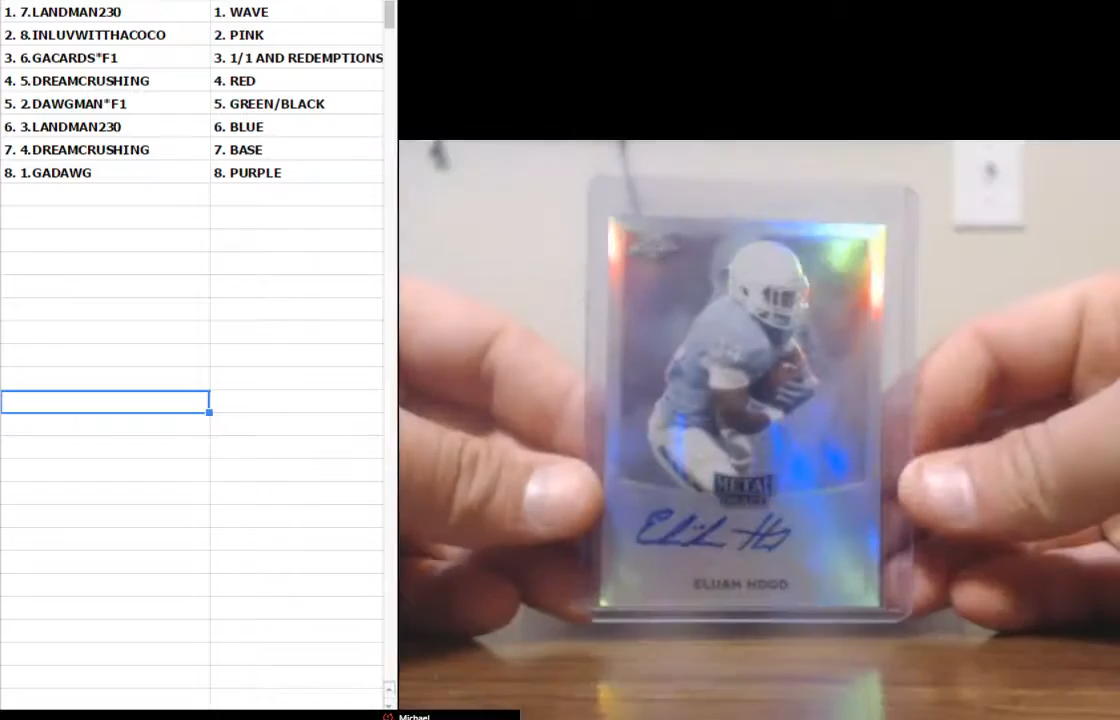 1. 7.LANDMAN230 1. WAVE
2. 8.INLUVWITTHACOCO 2. PINK
3. 6.GACARDS*F1 3. 1/1 AND REDEMPTIONS
4. 5.DREAMCRUSHING 4. RED
5. 2.DAWGMAN*F1 5. GREEN/BLACK
6. 3.LANDMAN230 6. BLUE
7. 4.DREAMCRUSHING 7. BASE
8. 1.GADAWG 8. PURPLE
METAL
DRAFT
ELIJAH HOOD
Michael